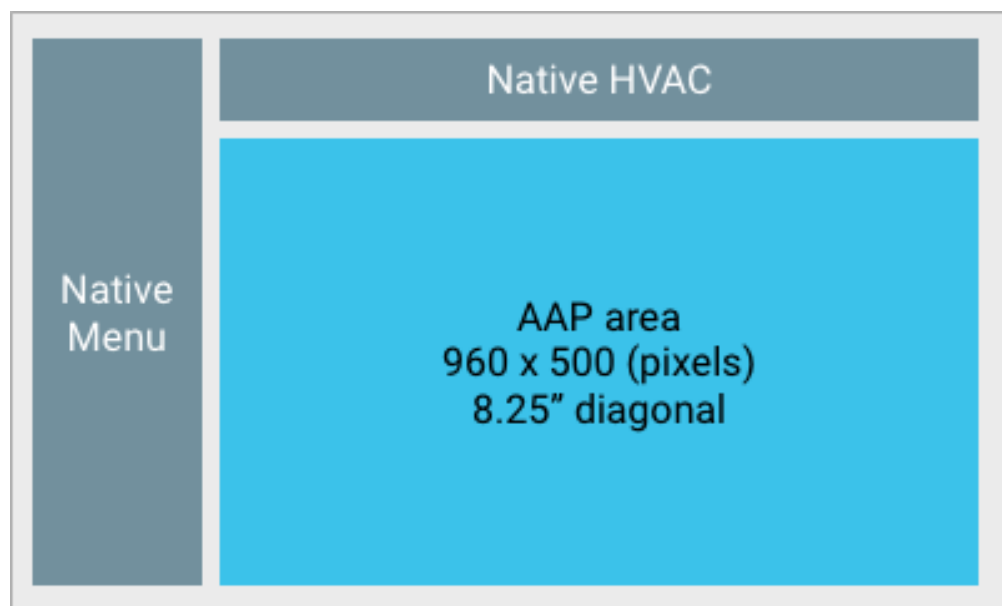 Native HVAC
Native
Menu
AAP area
960 x 500 (pixels)
8.25” diagonal